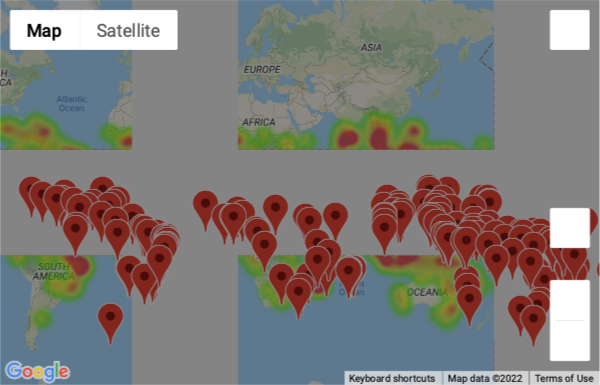 Map Satellite
ASIA
EUROPE
Atlantic
Ocean
AFRICA
SOUTH
AMERICA
OCEANIA
Google
Keyboard shortcuts Map data ©2022 Terms of Use